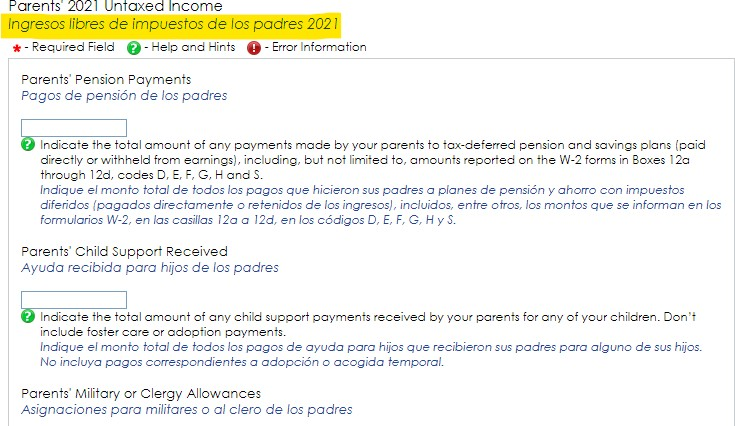 Parents' 2021 Untaxed Income
Ingresos libres de impuestos de los padres 2021
* - Required Field ? - Help and Hints ! - Error Information
Parents' Pension Payments
Pagos de pensión de los padres
? Indicate the total amount of any payments made by your parents to tax-deferred pension and savings plans (paid
directly or withheld from earnings), including, but not limited to, amounts reported on the W-2 forms in Boxes 12a
through 12d, codes D, E, F, G, H and S.
Indique el monto total de todos los pagos que hicieron sus padres a planes de pensión y ahorro con impuestos
diferidos (pagados directamente o retenidos de los ingresos), incluidos, entre otros, los montos que se informan en los
formularios W-2, en las casillas 12a a 12d, en los códigos D, E, F, G, H y S.
Parents' Child Support Received
Ayuda recibida para hijos de los padres
? Indicate the total amount of any child support payments received by your parents for any of your children. Don't
include foster care or adoption payments.
Indique el monto total de todos los pagos de ayuda para hijos que recibieron sus padres para alguno de sus hijos.
No incluya pagos correspondientes a adopción o acogida temporal.
Parents' Military or Clergy Allowances
Asignaciones para militares o al clero de los padres